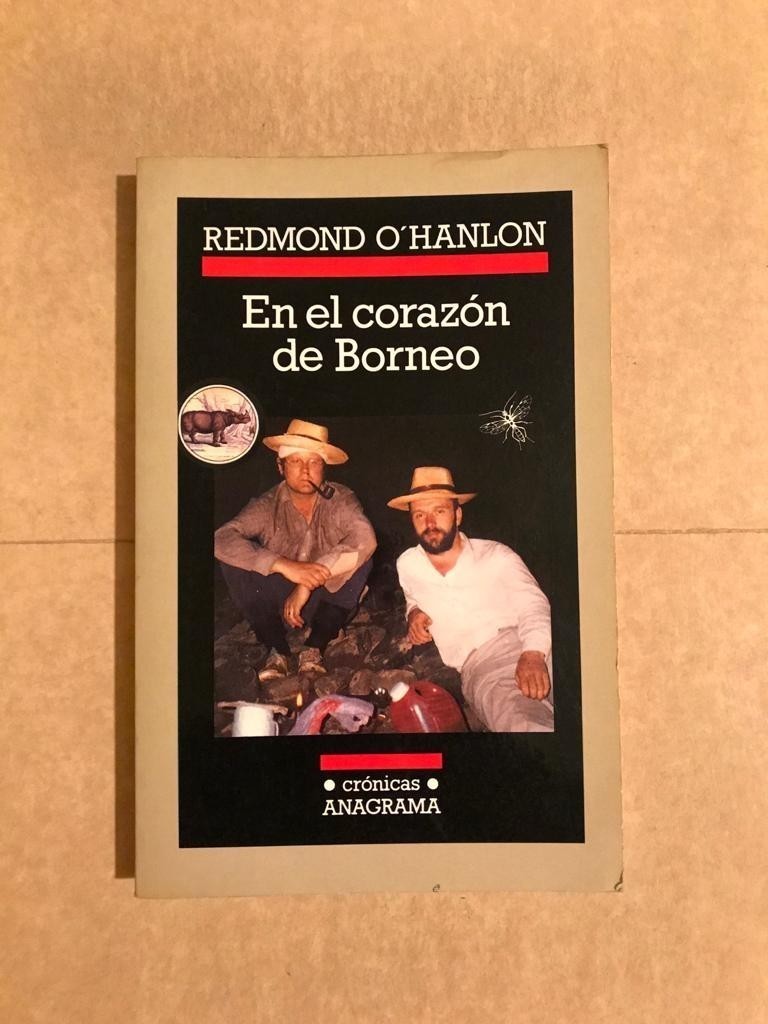 REDMOND O´HANLON
En el corazón
de Borneo
• crónicas •
ANAGRAMA